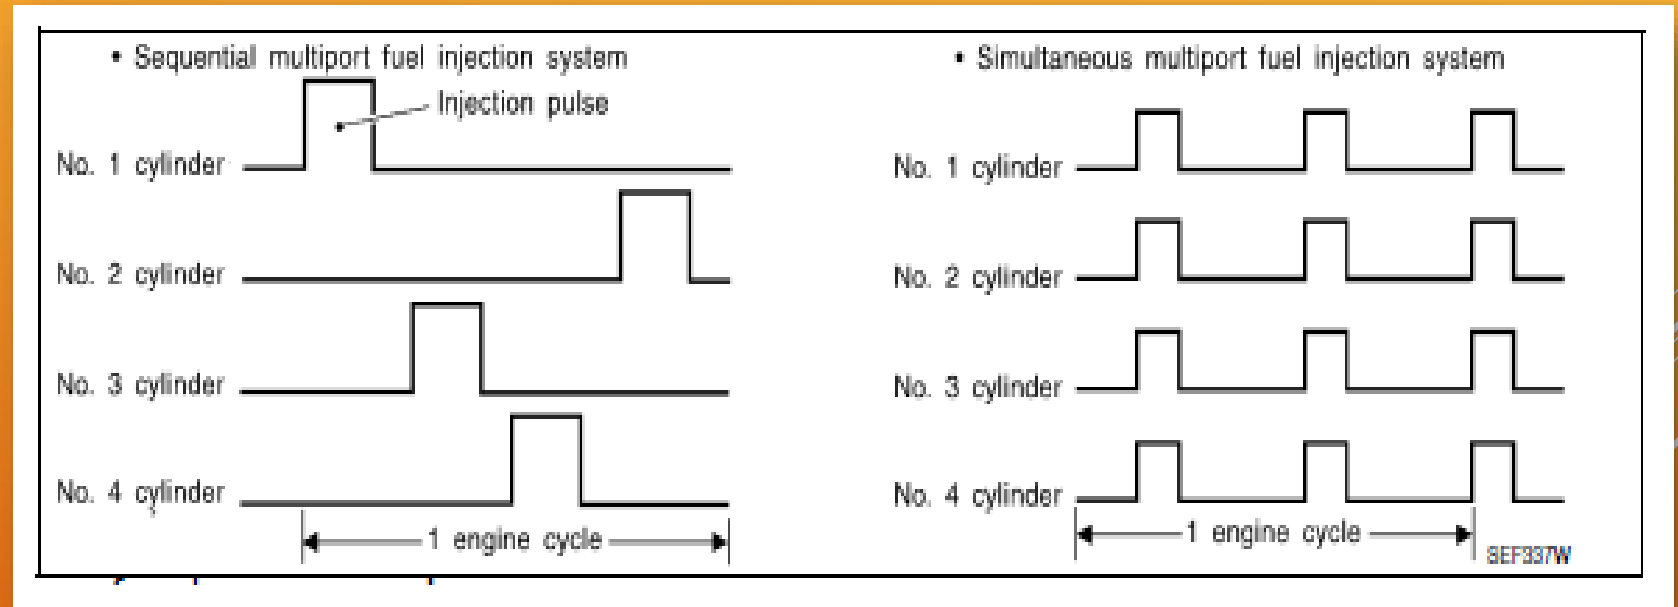 • Sequential multiport fuel injection system
Injection pulse
No. 1 cylinder
No. 2 cylinder
No. 3 cylinder
No. 4 cylinder
1 engine cycle
• Simultaneous multiport fuel injection system
No. 1 cylinder
No. 2 cylinder
No. 3 cylinder
No. 4 cylinder
1 engine cycle
SEF337W